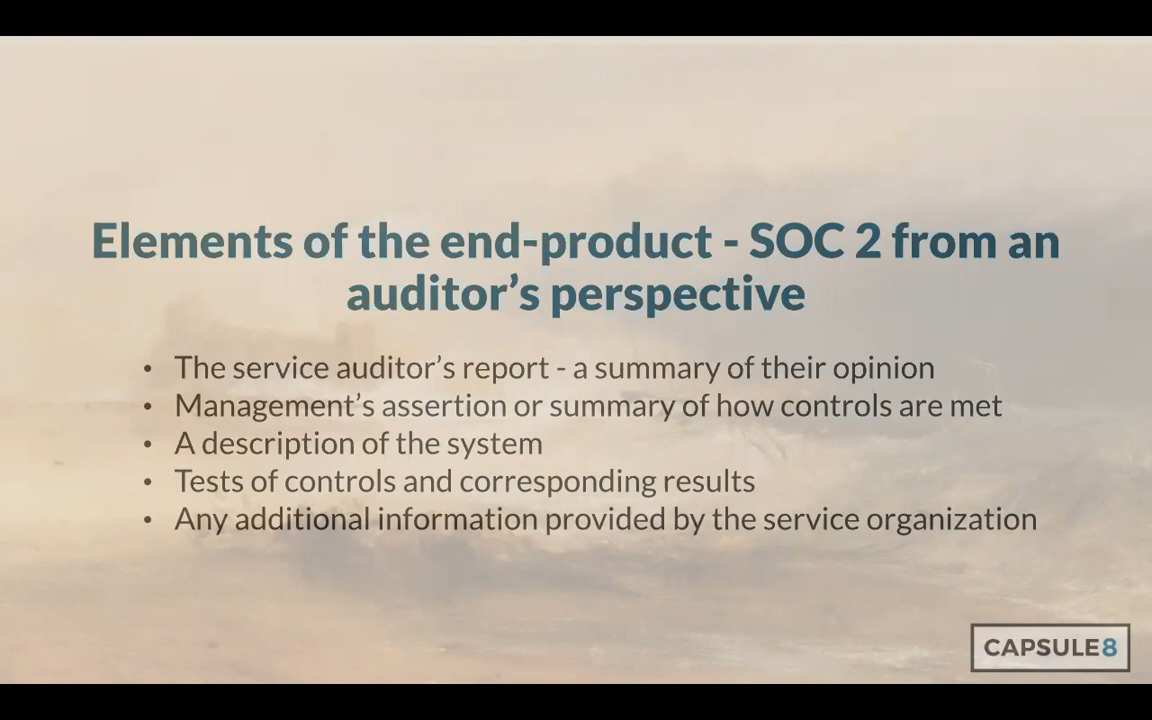 Elements of the end-product - SOC 2 from an
auditor’s perspective
• The service auditor’s report - a summary of their opinion
• Management’s assertion or summary of how controls are met
• A description of the system
• Tests of controls and corresponding results
• Any additional information provided by the service organization
CAPSULE8